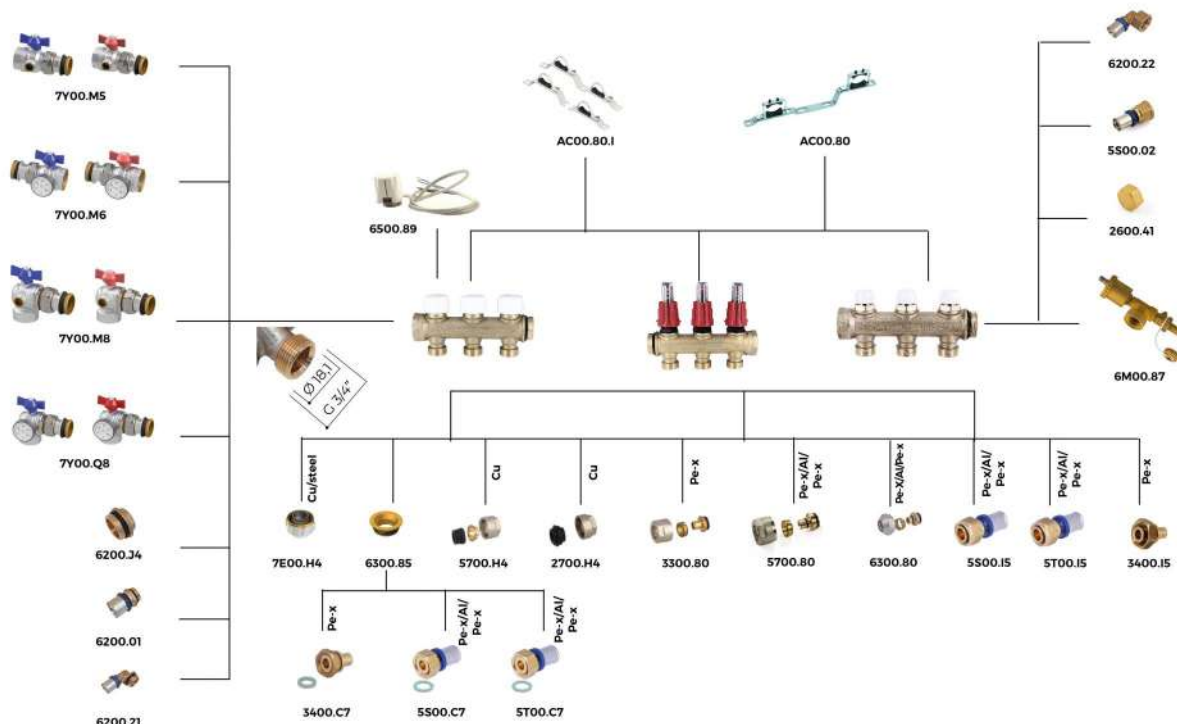 7Y00.M5
7Y00.M6
7Y00.M8
7Y00.Q8
6200.J4
6200.01
6200.21
AC00.80.I
AC00.80
6500.89
6200.22
5S00.02
2600.41
6M00.87
Ø 18,1
G 3/4"
Cu/steel
Cu
Cu
Pe-x
Pe-x/Al/
Pe-x
Pe-x/Al/Pe-x
Pe-x/Al/
Pe-x
Pe-x/Al/
Pe-x
Pe-x
7E00.H4
6300.85
5700.H4
2700.H4
3300.80
5700.80
6300.80
5S00.I5
5T00.I5
3400.I5
Pe-x
Pe-x/Al/
Pe-x
Pe-x/Al/
Pe-x
3400.C7
5S00.C7
5T00.C7